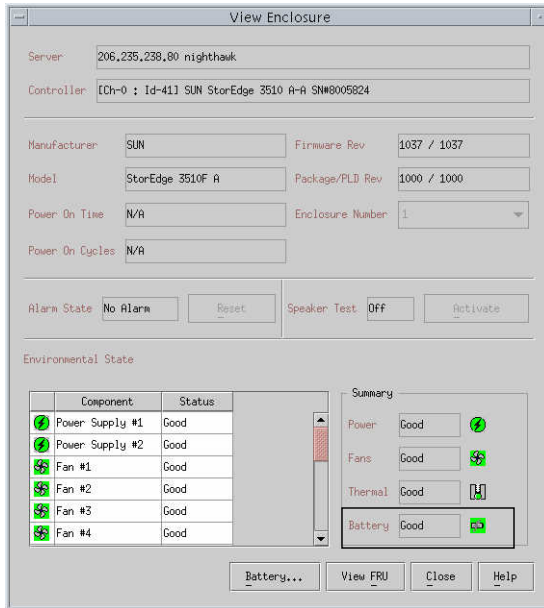 View Enclosure
Server 206.235.238.80 nighthawk
Controller [Ch-0 : Id-41] SUN StorEdge 3510 A-A SN#8005824
Manufacturer SUN Firmware Rev 1037 / 1037
Model StorEdge 3510F A Package/PLD Rev 1000 / 1000
Power On Time N/A Enclosure Number 1
Power On Cycles N/A
Alarm State No Alarm Reset Speaker Test Off Activate
Environmental State
Component Status
Power Supply #1 Good
Power Supply #2 Good
Fan #1 Good
Fan #2 Good
Fan #3 Good
Fan #4 Good
Summary
Power Good
Fans Good
Thermal Good
Battery Good
Battery... View FRU Close Help